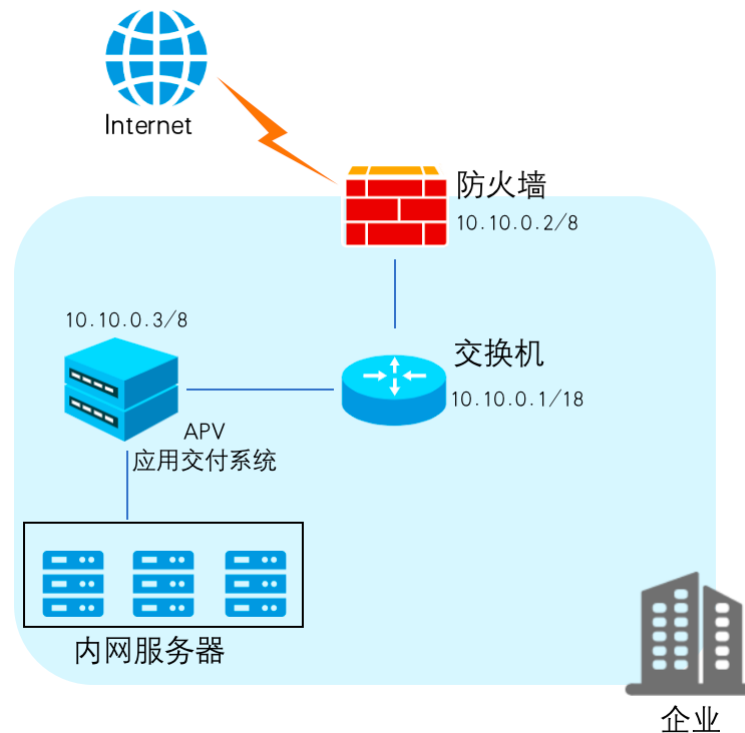 Internet
防火墙
10.10.0.2/8
10.10.0.3/8
交换机
10.10.0.1/18
APV
应用交付系统
内网服务器
企业